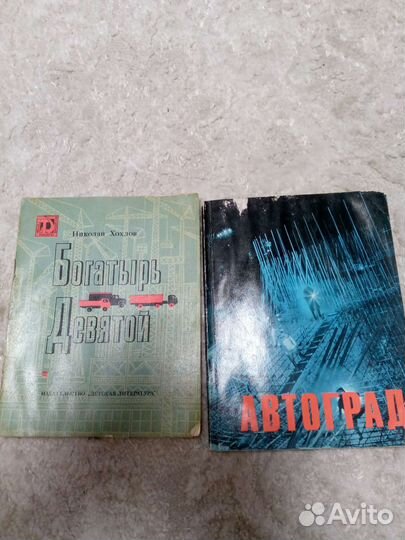 Николай Хохлов
Богатырь
Девятой
ИЗДАТЕЛЬСТВО „ДЕТСКАЯ ЛИТЕРАТУРА"
АВТОГРАД
Avito